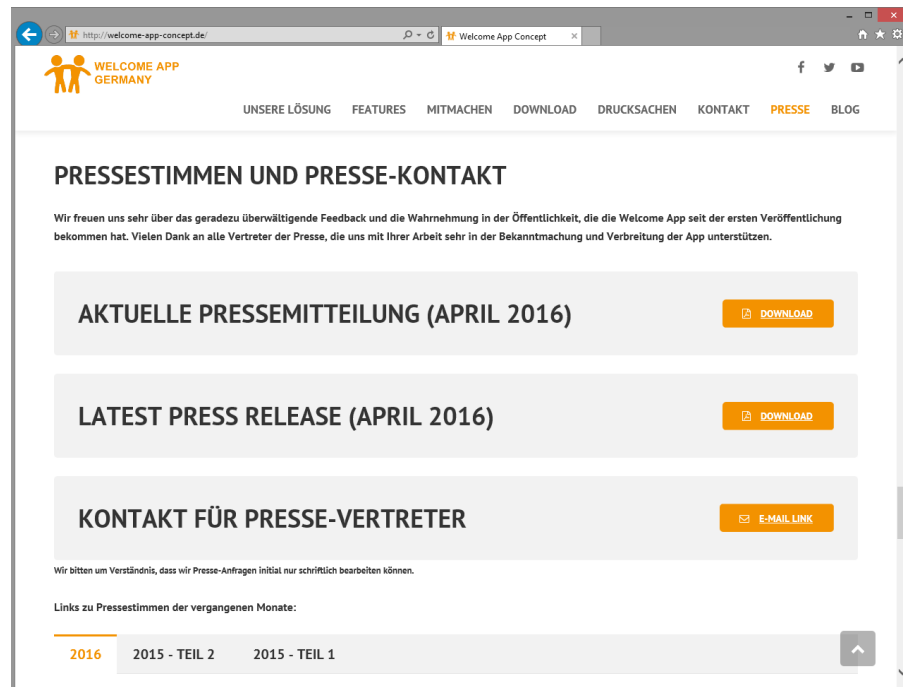 http://welcome-app-concept.de/
Welcome App Concept
WELCOME APP
GERMANY
UNSERE LÖSUNG FEATURES MITMACHEN DOWNLOAD DRUCKSACHEN KONTAKT PRESSE BLOG
PRESSESTIMMEN UND PRESSE-KONTAKT
Wir freuen uns sehr über das geradezu überwältigende Feedback und die Wahrnehmung in der Öffentlichkeit, die die Welcome App seit der ersten Veröffentlichung
bekommen hat. Vielen Dank an alle Vertreter der Presse, die uns mit Ihrer Arbeit sehr in der Bekanntmachung und Verbreitung der App unterstützen.
AKTUELLE PRESSEMITTEILUNG (APRIL 2016)
DOWNLOAD
LATEST PRESS RELEASE (APRIL 2016)
DOWNLOAD
KONTAKT FÜR PRESSE-VERTRETER
E-MAIL LINK
Wir bitten um Verständnis, dass wir Presse-Anfragen initial nur schriftlich bearbeiten können.
Links zu Pressestimmen der vergangenen Monate:
2016 2015 - TEIL 2 2015 - TEIL 1